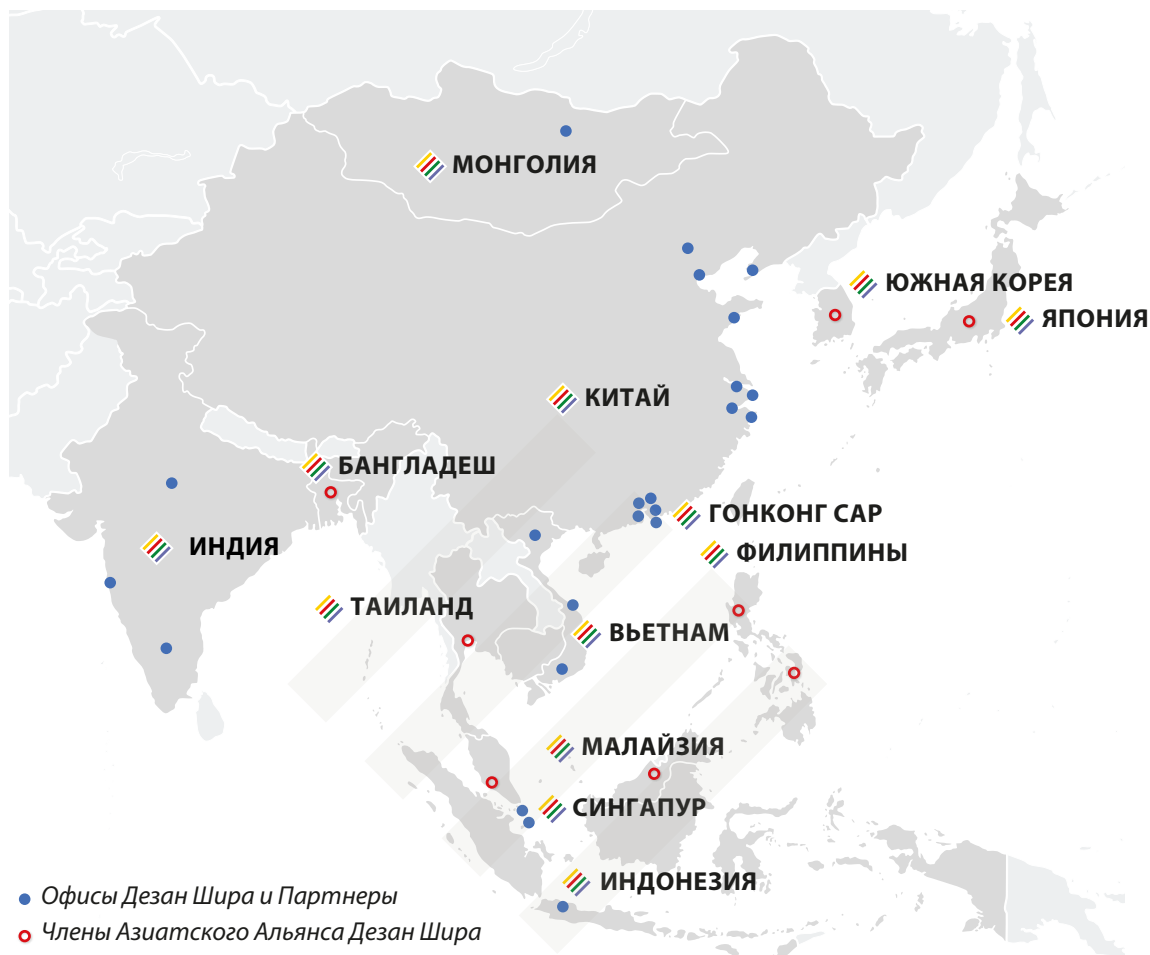 МОНГОЛИЯ
ЮЖНАЯ КОРЕЯ
ЯПОНИЯ
КИТАЙ
БАНГЛАДЕШ
ГОНКОНГ САР
ИНДИЯ
ФИЛИППИНЫ
ТАИЛАНД
ВЬЕТНАМ
МАЛАЙЗИЯ
СИНГАПУР
ИНДОНЕЗИЯ
Офисы Дезан Шира и Партнеры
Члены Азиатского Альянса Дезан Шира